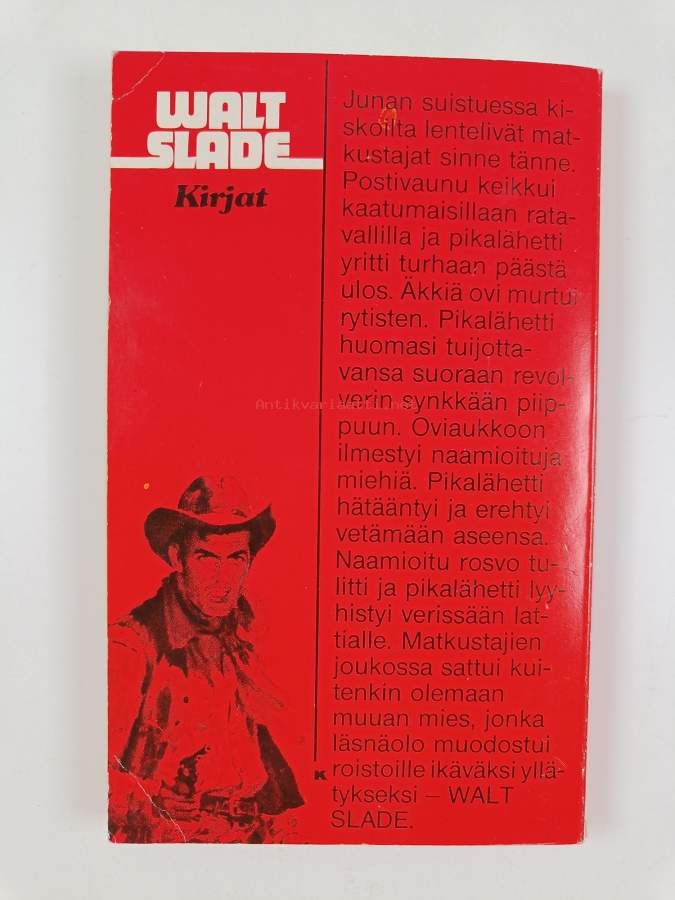 WALT
SLADE
Kirjat
Junan suistuessa ki-
skoilta lentelivät mat-
kustajat sinne tänne.
Postivaunu keikkui
kaatumaisillaan rata-
vallilla ja pikalähetti
yritti turhaan päästä
ulos. Äkkiä ovi murtui
rytisten. Pikalähetti
huomasi tuijotta-
vansa suoraan revol-
verin synkkään piip-
puun. Oviaukkoon
ilmestyi naamioituja
miehiä. Pikalähetti
hätääntyi ja erehtyi
vetämään aseensa.
Naamioitu rosvo tu-
litti ja pikalähetti lyy-
histyi verissään lat-
tialle. Matkustajien
joukossa sattui kui-
tenkin olemaan
muuan mies, jonka
läsnäolo muodostui
roistoille ikäväksi yllä-
tykseksi – WALT
SLADE.
K
Antikvariaatti.net